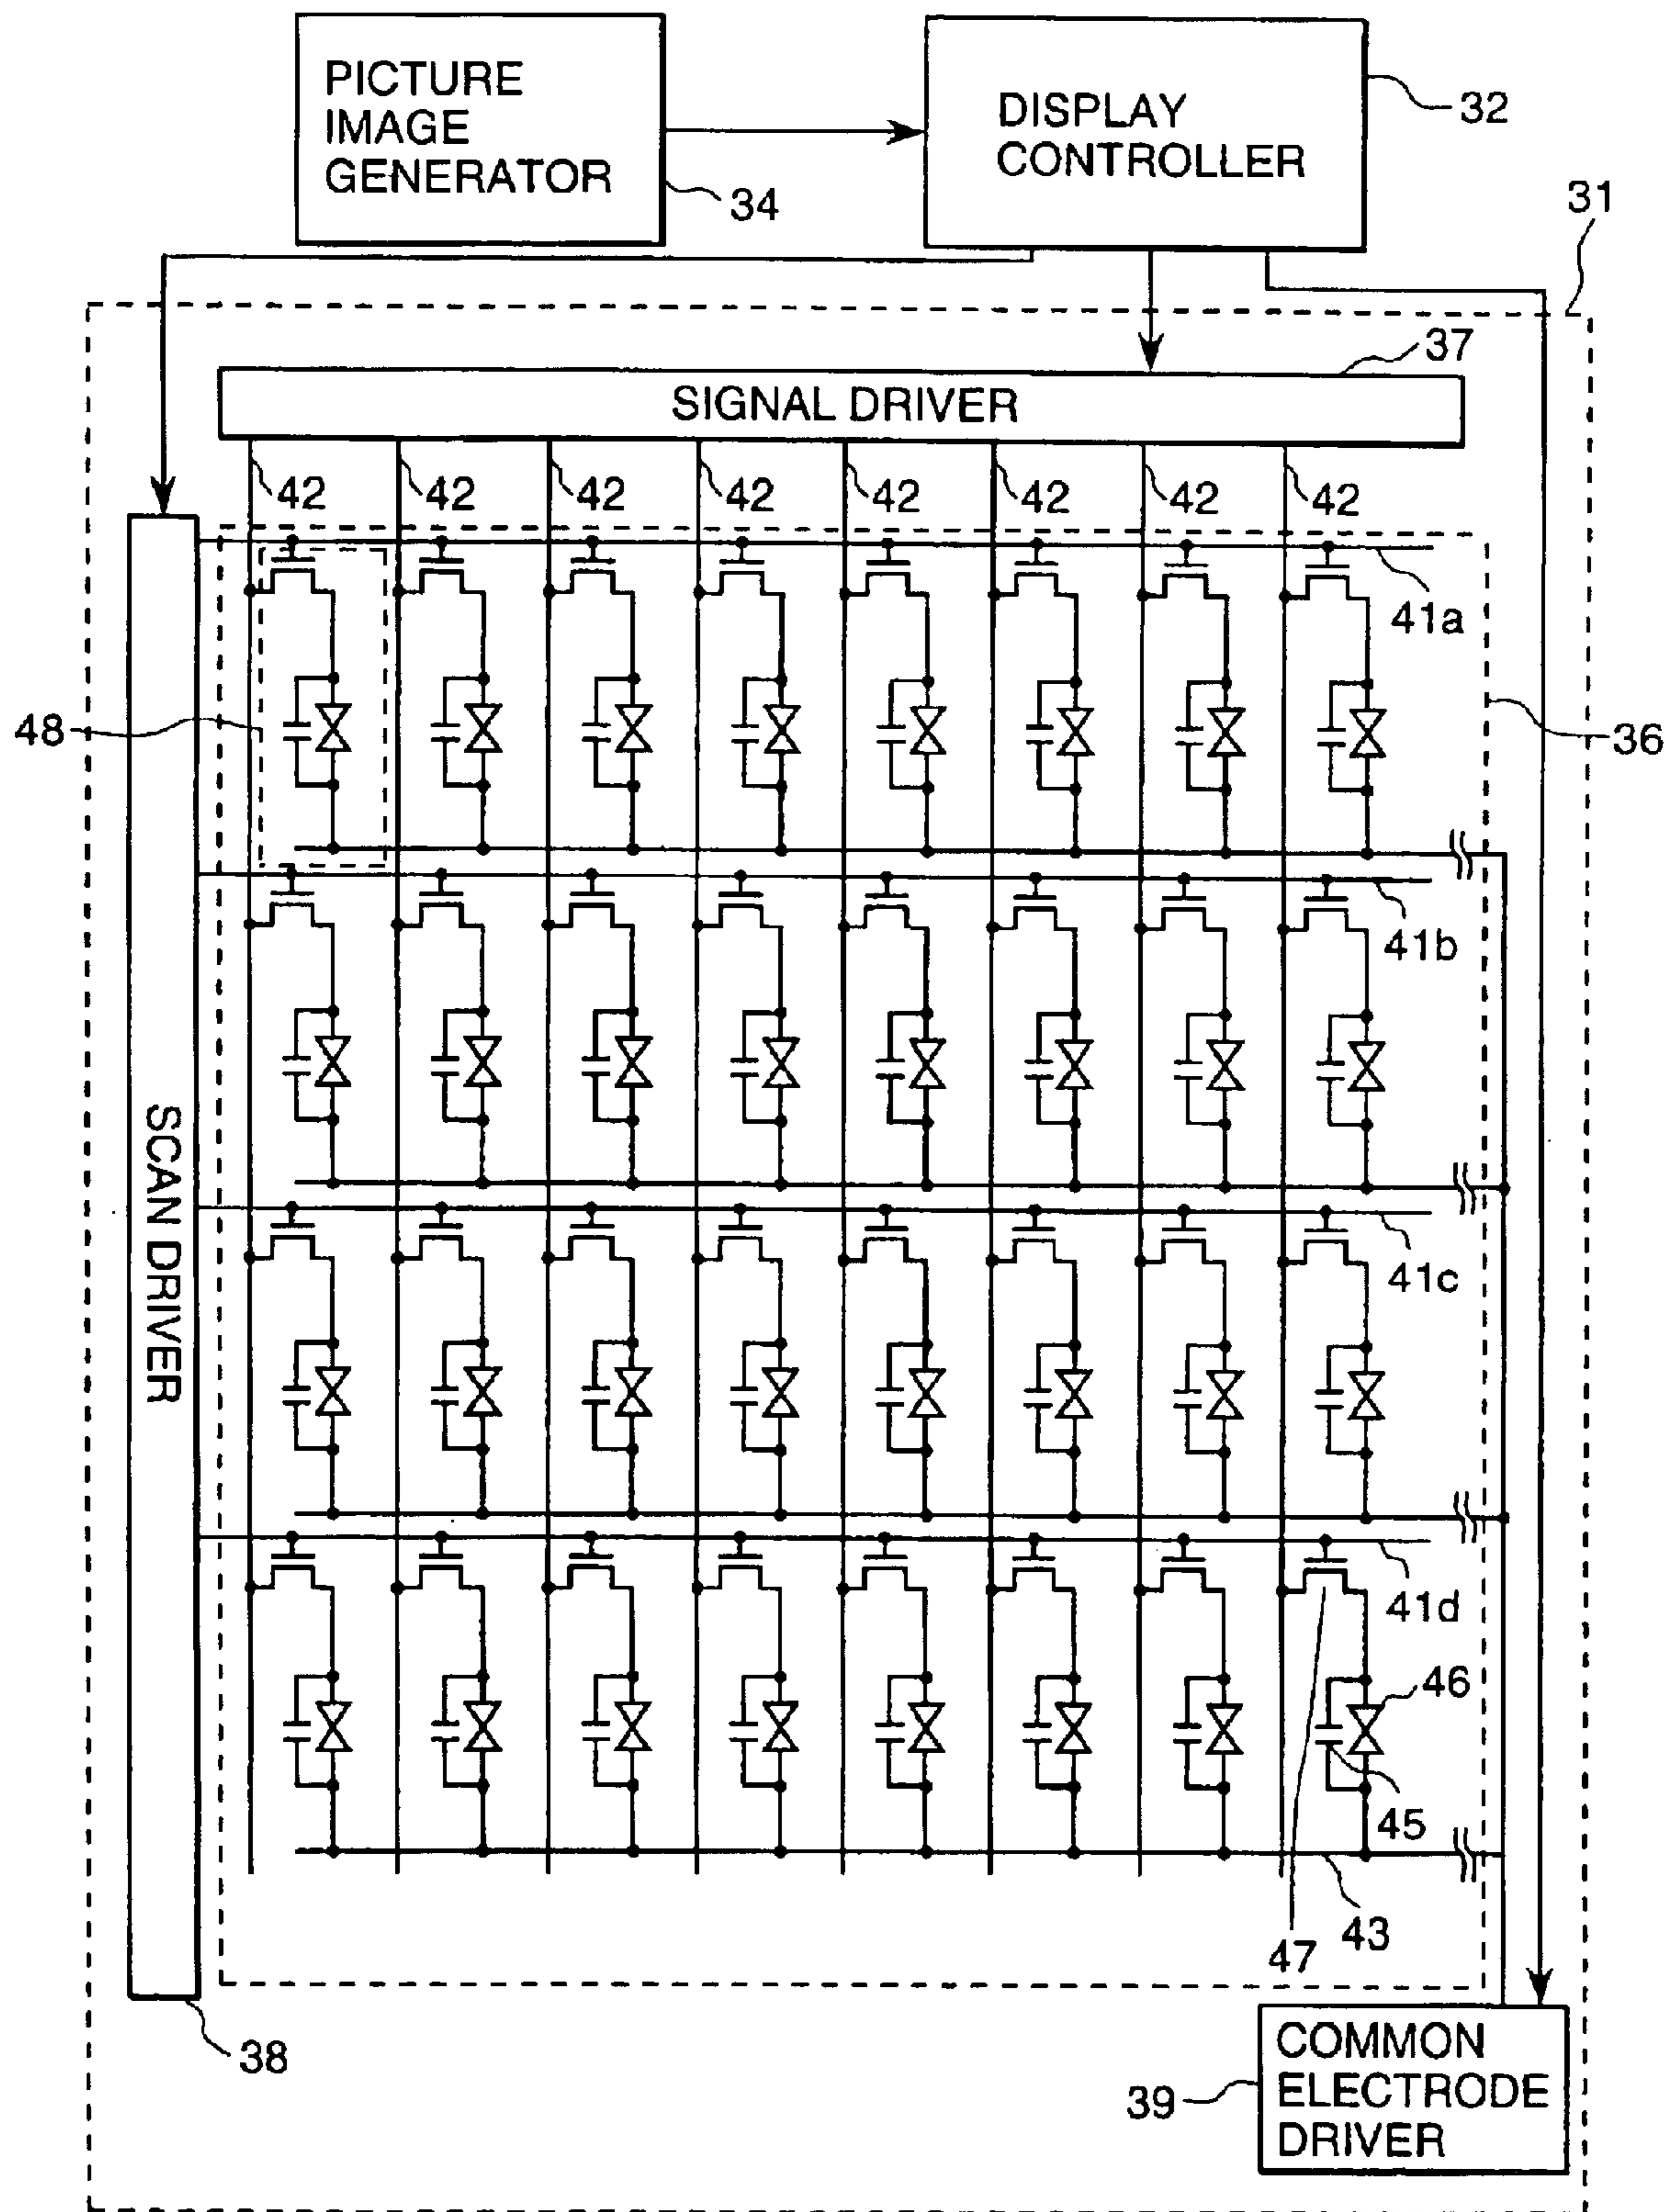 PICTURE
IMAGE
GENERATOR
34
DISPLAY
CONTROLLER
32
31
37
SIGNAL DRIVER
42 42 42 42 42 42 42 42
41a
48
36
41b
SCAN DRIVER
41c
41d
46
45
43
47
38
39
COMMON
ELECTRODE
DRIVER